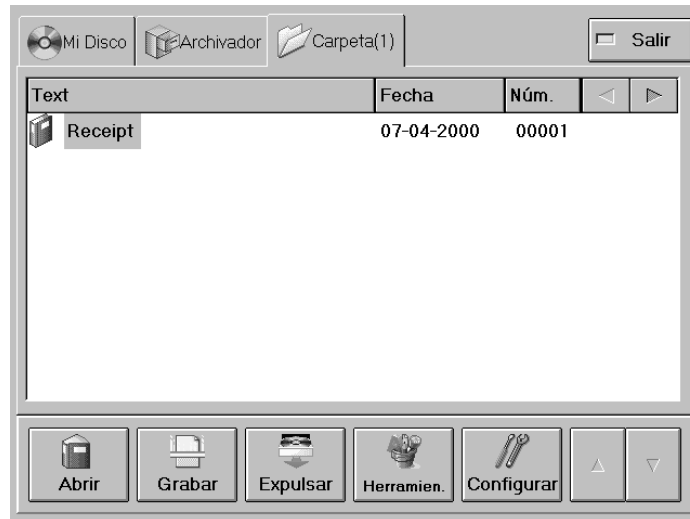 Mi Disco Archivador Carpeta(1) Salir
Text Fecha Núm.
Receipt 07-04-2000 00001
Abrir Grabar Expulsar Herramien. Configurar